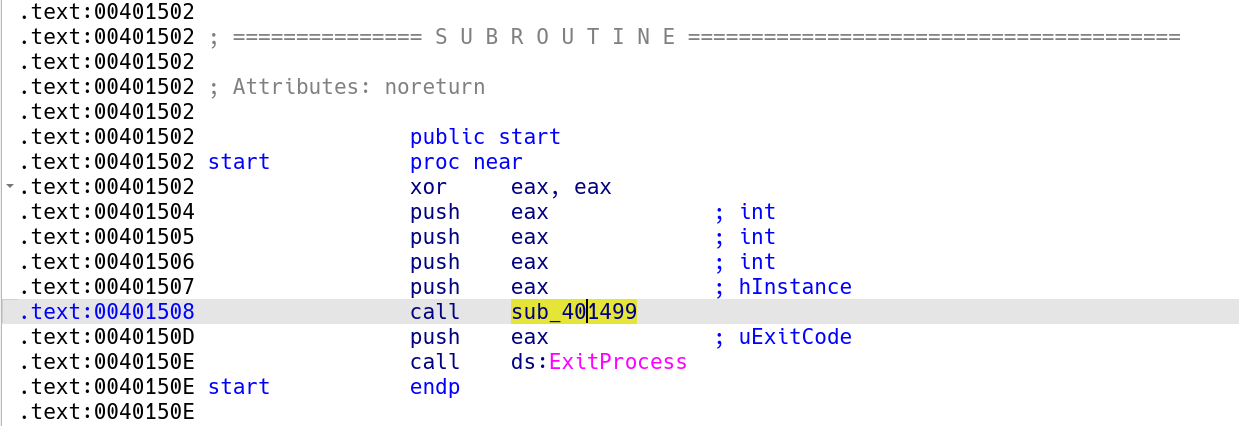 .text:00401502
.text:00401502 ; =============== S U B R O U T I N E =======================================
.text:00401502
.text:00401502 ; Attributes: noreturn
.text:00401502
.text:00401502                 public start
.text:00401502 start           proc near
.text:00401502                 xor     eax, eax
.text:00401504                 push    eax             ; int
.text:00401505                 push    eax             ; int
.text:00401506                 push    eax             ; int
.text:00401507                 push    eax             ; hInstance
.text:00401508                 call    sub_401499
.text:0040150D                 push    eax             ; uExitCode
.text:0040150E                 call    ds:ExitProcess
.text:0040150E start           endp
.text:0040150E